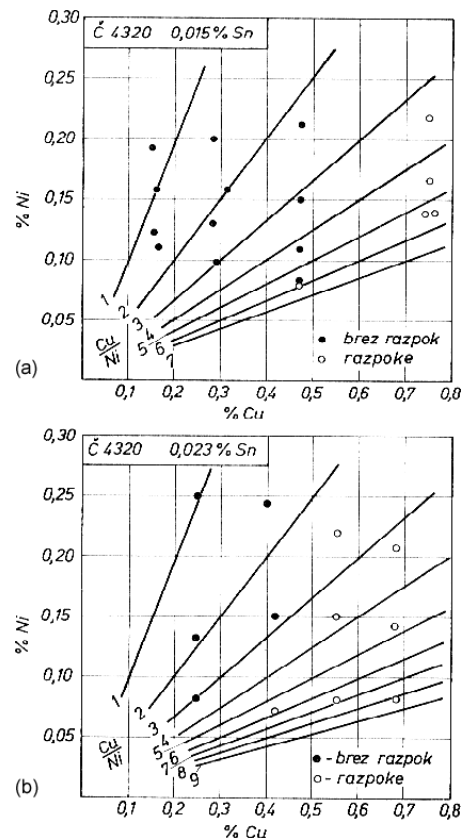 0,30
Č 4320 0,015% Sn
0,25
0,20
% Ni
0,15
0,10
0,05
1 2 3 4 5 6 7
Cu/Ni
● brez razpok
○ razpoke
(a)
0,1 0,2 0,3 0,4 0,5 0,6 0,7 0,8
% Cu
0,30
Č 4320 0,023% Sn
0,25
0,20
% Ni
0,15
0,10
0,05
1 2 3 4 5 6 7 8 9
Cu/Ni
● - brez razpok
○ - razpoke
(b)
0,1 0,2 0,3 0,4 0,5 0,6 0,7 0,8
% Cu